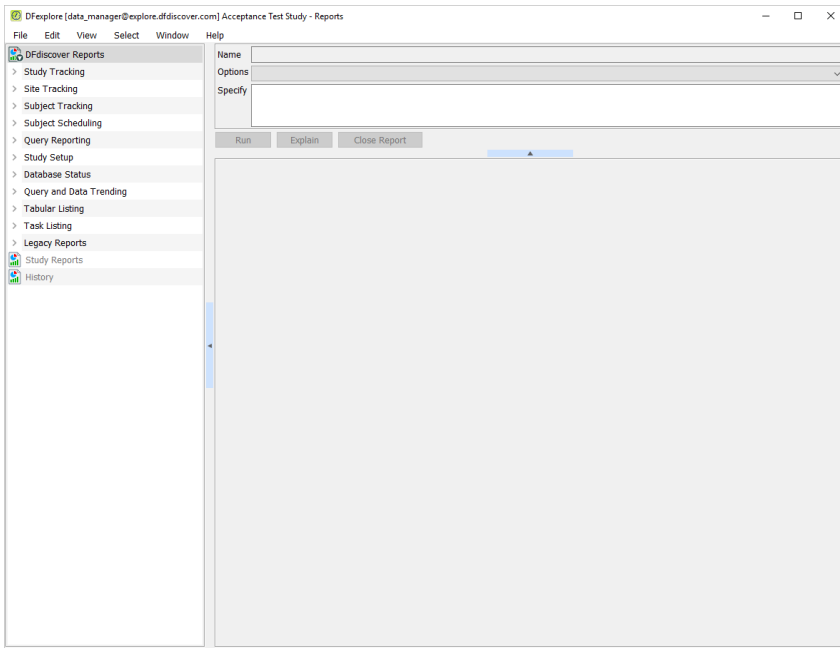 DFexplore [data_manager@explore.dfdiscover.com] Acceptance Test Study - Reports
File Edit View Select Window Help
DFdiscover Reports
Study Tracking
Site Tracking
Subject Tracking
Subject Scheduling
Query Reporting
Study Setup
Database Status
Query and Data Trending
Tabular Listing
Task Listing
Legacy Reports
Study Reports
History
Name
Options
Specify
Run Explain Close Report